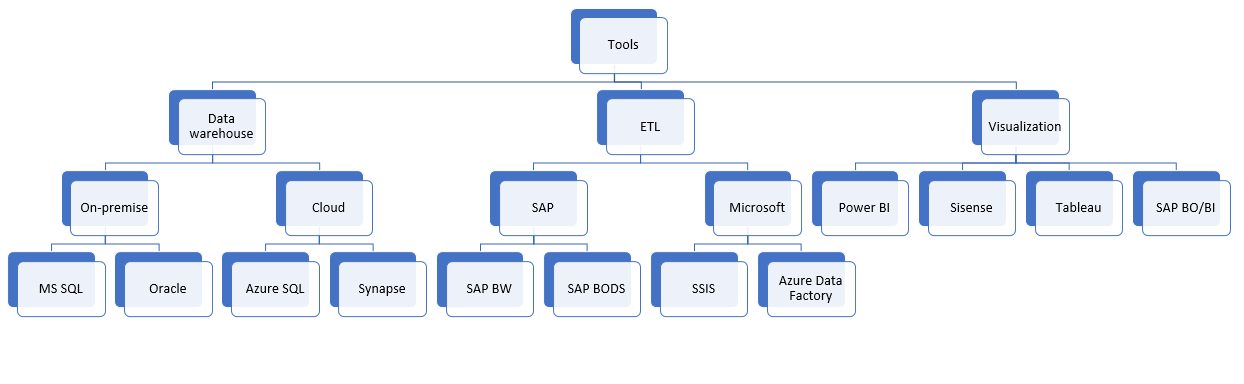 Tools
Data
warehouse
ETL
Visualization
On-premise
Cloud
SAP
Microsoft
Power BI
Sisense
Tableau
SAP BO/BI
MS SQL
Oracle
Azure SQL
Synapse
SAP BW
SAP BODS
SSIS
Azure Data
Factory